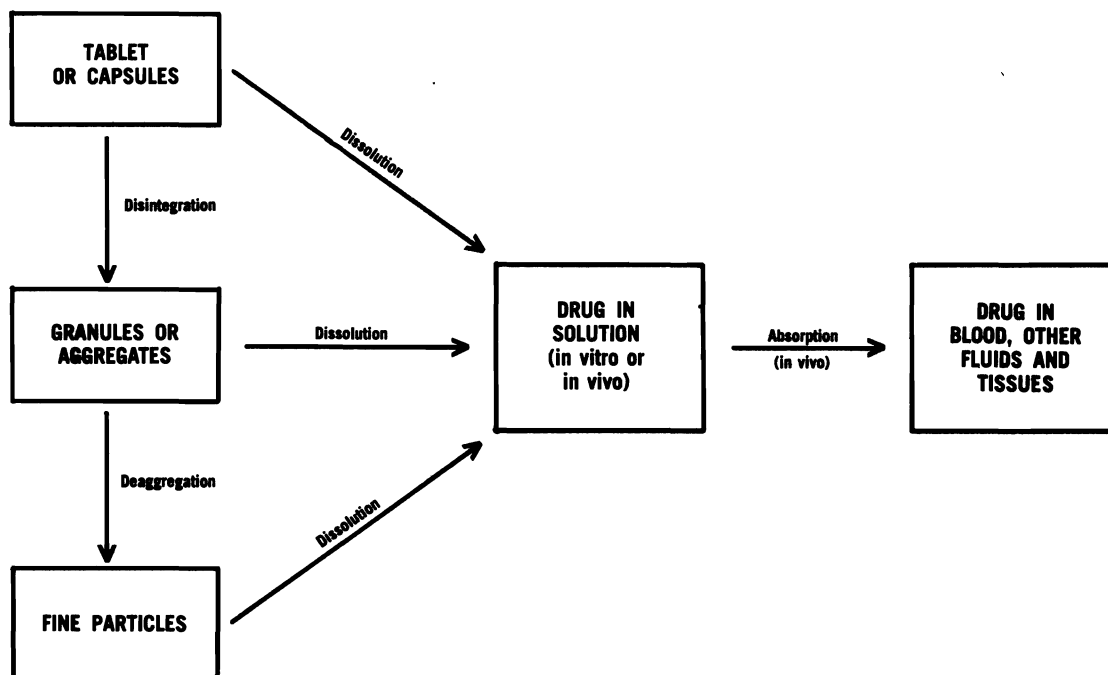 TABLET
OR CAPSULES
Dissolution
Disintegration
GRANULES OR
AGGREGATES
Dissolution
DRUG IN
SOLUTION
(in vitro or
in vivo)
Absorption
(in vivo)
DRUG IN
BLOOD, OTHER
FLUIDS AND
TISSUES
Deaggregation
Dissolution
FINE PARTICLES